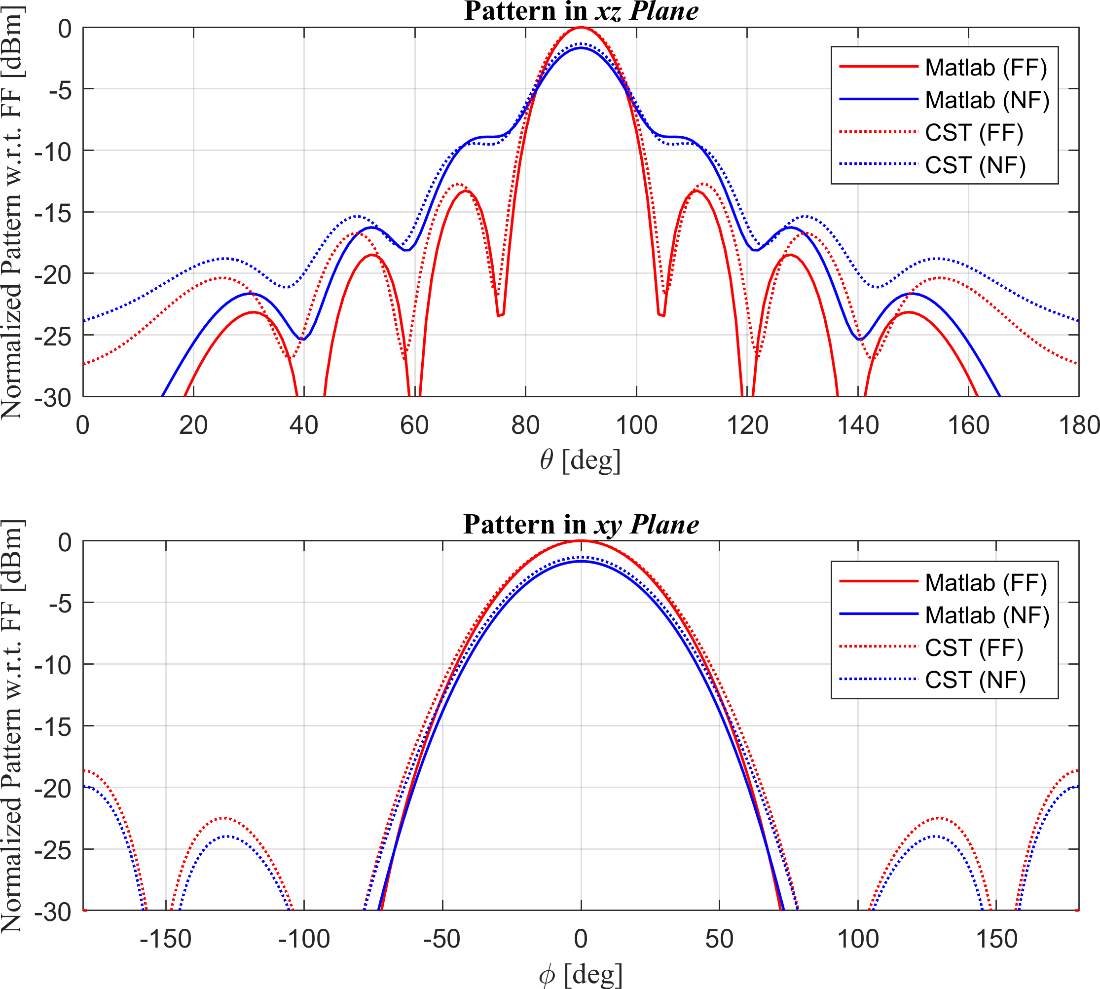 Pattern in xz Plane
Normalized Pattern w.r.t. FF [dBm]
0
-5
-10
-15
-20
-25
-30
Matlab (FF)
Matlab (NF)
CST (FF)
CST (NF)
0 20 40 60 80 100 120 140 160 180
θ [deg]
Pattern in xy Plane
Normalized Pattern w.r.t. FF [dBm]
0
-5
-10
-15
-20
-25
-30
Matlab (FF)
Matlab (NF)
CST (FF)
CST (NF)
-150 -100 -50 0 50 100 150
ϕ [deg]